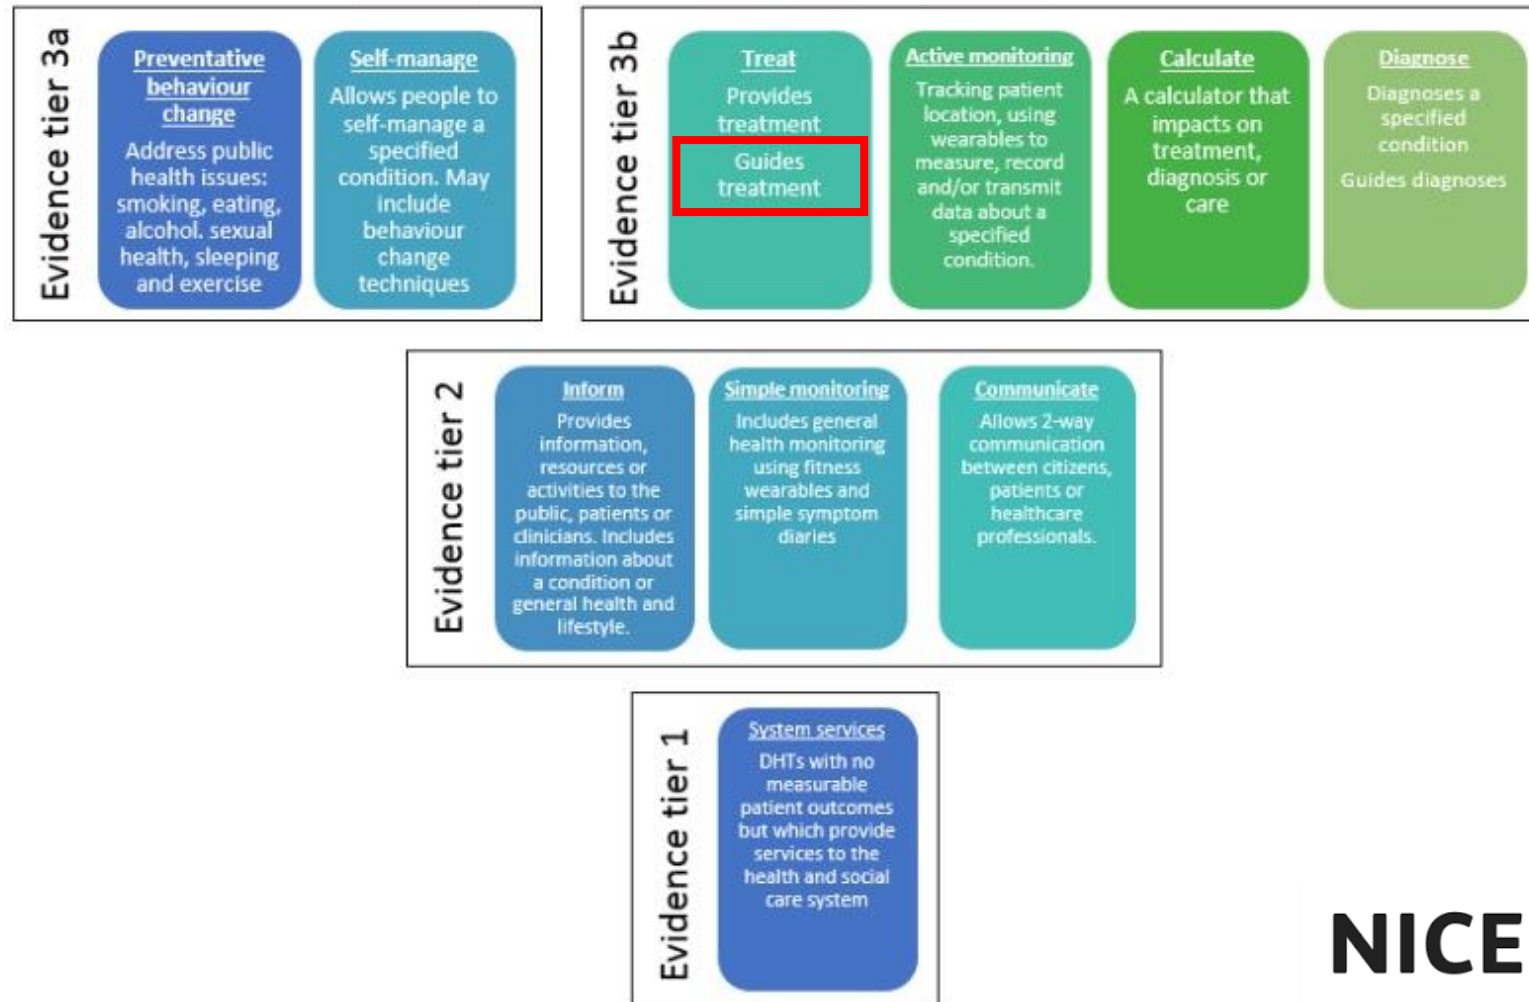 Evidence tier 3a
Preventative
behaviour
change
Address public
health issues:
smoking, eating,
alcohol. sexual
health, sleeping
and exercise
Self-manage
Allows people to
self-manage a
specified
condition. May
include
behaviour
change
techniques
Evidence tier 3b
Treat
Provides
treatment
Guides
treatment
Active monitoring
Tracking patient
location, using
wearables to
measure, record
and/or transmit
data about a
specified
condition.
Calculate
A calculator that
impacts on
treatment,
diagnosis or
care
Diagnose
Diagnoses a
specified
condition
Guides diagnoses
Evidence tier 2
Inform
Provides
information,
resources or
activities to the
public, patients or
clinicians. Includes
information about
a condition or
general health and
lifestyle.
Simple monitoring
Includes general
health monitoring
using fitness
wearables and
simple symptom
diaries
Communicate
Allows 2-way
communication
between citizens,
patients or
healthcare
professionals.
Evidence tier 1
System services
DHTs with no
measurable
patient outcomes
but which provide
services to the
health and social
care system
NICE